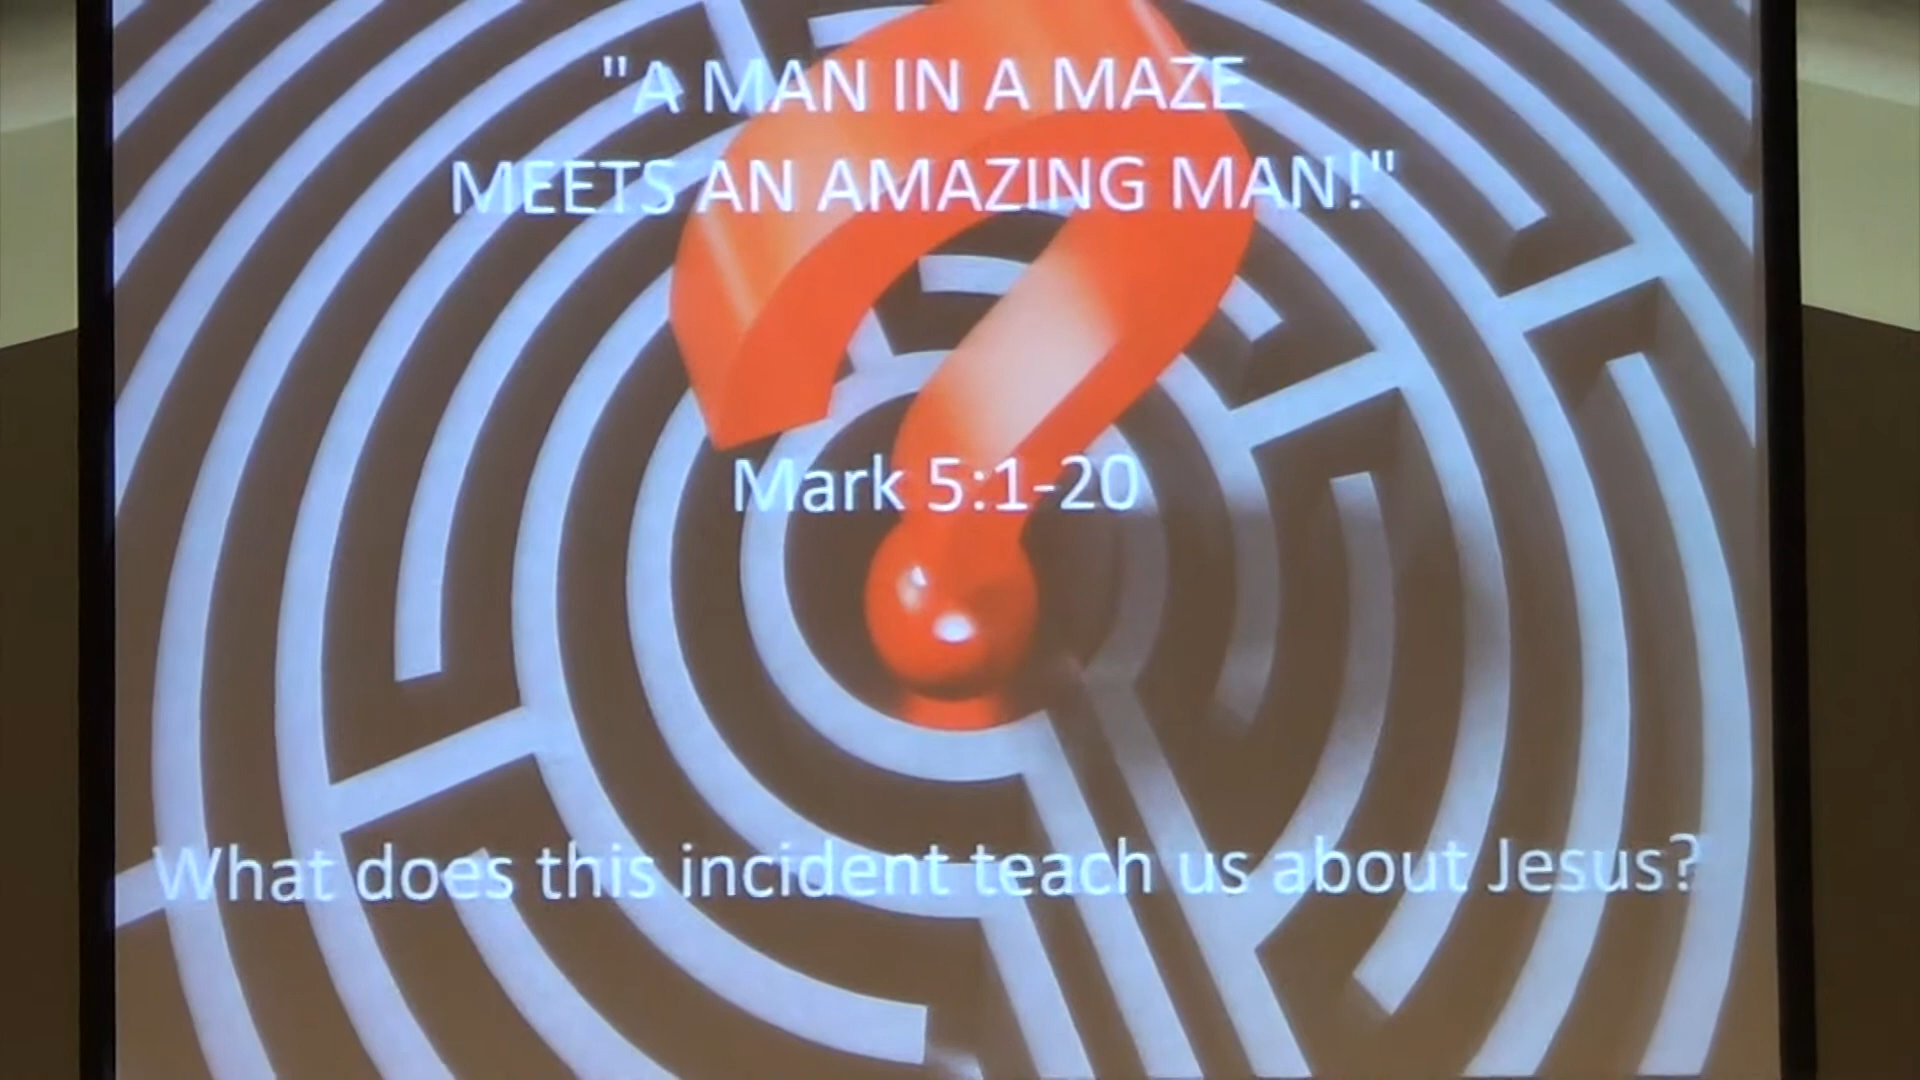 "A MAN IN A MAZE
MEETS AN AMAZING MAN!"
Mark 5:1-20
What does this incident teach us about Jesus?